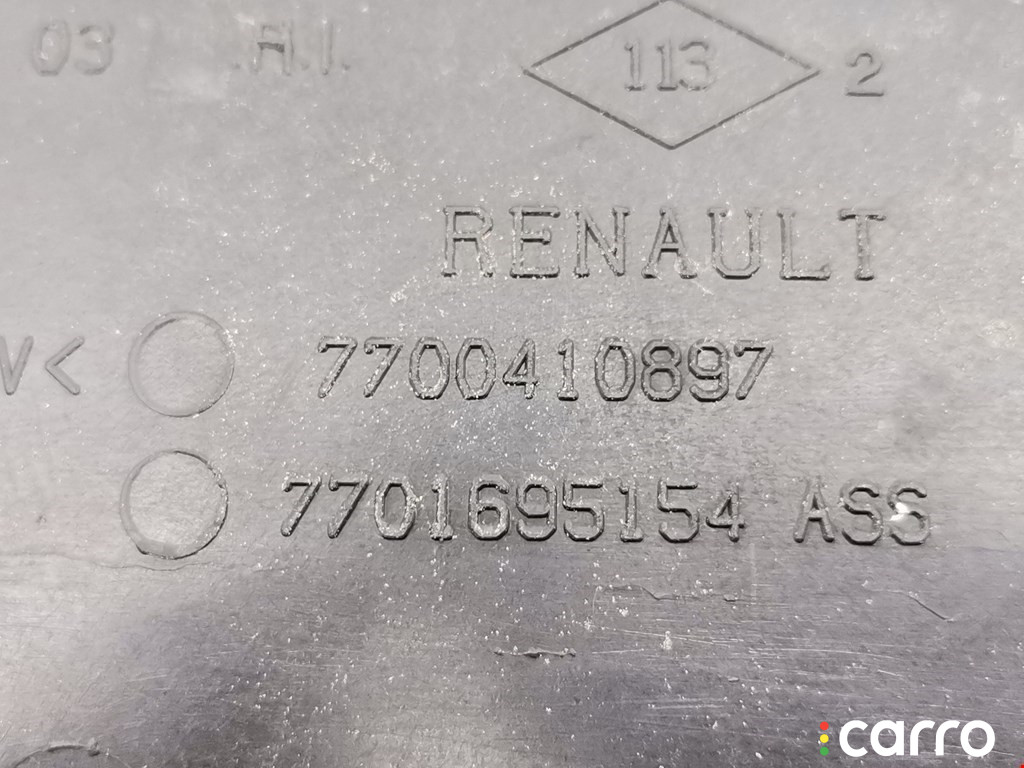 03 .A.I. 113 2
RENAULT
V< 7700410897
7701695154 ASS
carro